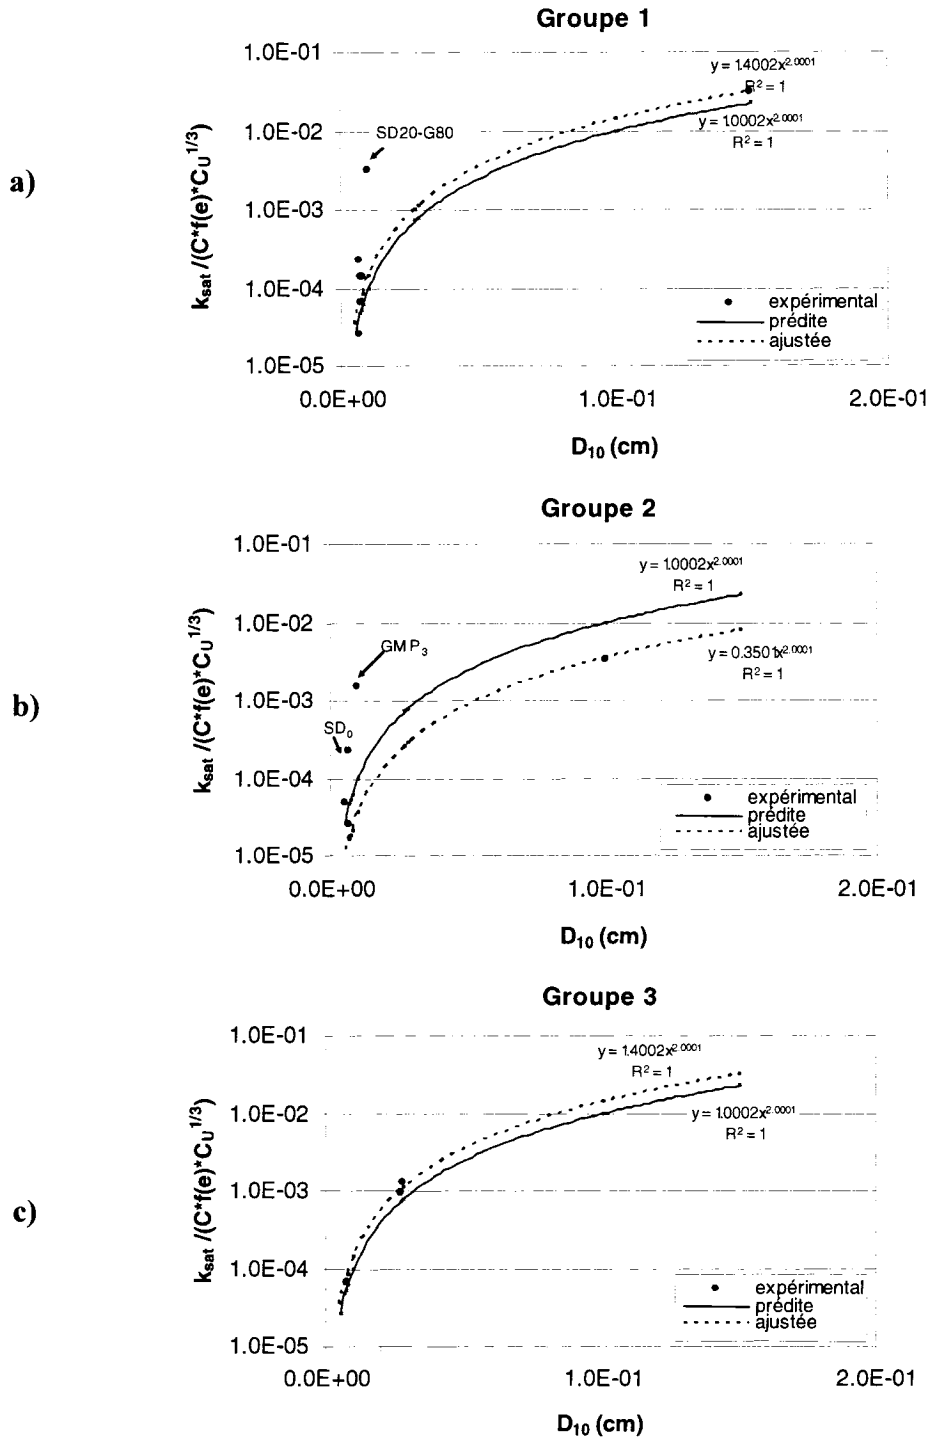 a)
Groupe 1
1.0E-01
1.0E-02
1.0E-03
1.0E-04
1.0E-05
k_sat/(C*f(e)*C_U^1/3)
SD20-G80
y = 1.4002x^2.0001
R² = 1
y = 1.0002x^2.0001
R² = 1
expérimental
prédite
ajustée
0.0E+00
1.0E-01
2.0E-01
D₁₀ (cm)
b)
Groupe 2
1.0E-01
1.0E-02
1.0E-03
1.0E-04
1.0E-05
k_sat/(C*f(e)*C_U^1/3)
GMP₃
SD₀
y = 1.0002x^2.0001
R² = 1
y = 0.3501x^2.0001
R² = 1
expérimental
prédite
ajustée
0.0E+00
1.0E-01
2.0E-01
D₁₀ (cm)
c)
Groupe 3
1.0E-01
1.0E-02
1.0E-03
1.0E-04
1.0E-05
k_sat/(C*f(e)*C_U^1/3)
y = 1.4002x^2.0001
R² = 1
y = 1.0002x^2.0001
R² = 1
expérimental
prédite
ajustée
0.0E+00
1.0E-01
2.0E-01
D₁₀ (cm)